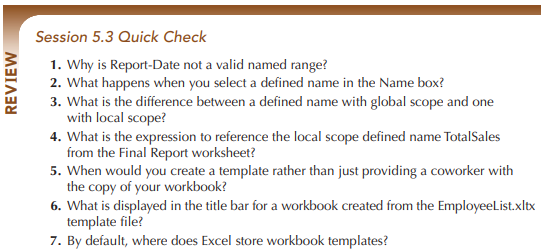 Session 5.3 Quick Check
REVIEW
1. Why is Report-Date not a valid named range?
2. What happens when you select a defined name in the Name box?
3. What is the difference between a defined name with global scope and one
with local scope?
4. What is the expression to reference the local scope defined name TotalSales
from the Final Report worksheet?
5. When would you create a template rather than just providing a coworker with
the copy of your workbook?
6. What is displayed in the title bar for a workbook created from the EmployeeList.xltx
template file?
7. By default, where does Excel store workbook templates?